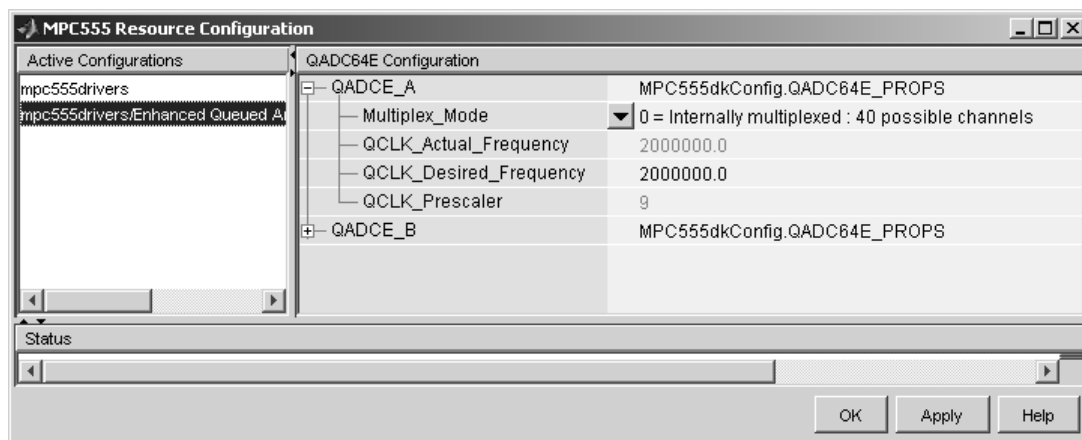 MPC555 Resource Configuration
Active Configurations
mpc555drivers
mpc555drivers/Enhanced Queued
QADC64E Configuration
QADCE_A MPC555dkConfig.QADC64E_PROPS
Multiplex_Mode 0 = Internally multiplexed : 40 possible channels
QCLK_Actual_Frequency 2000000.0
QCLK_Desired_Frequency 2000000.0
QCLK_Prescaler 9
QADCE_B MPC555dkConfig.QADC64E_PROPS
Status
OK Apply Help